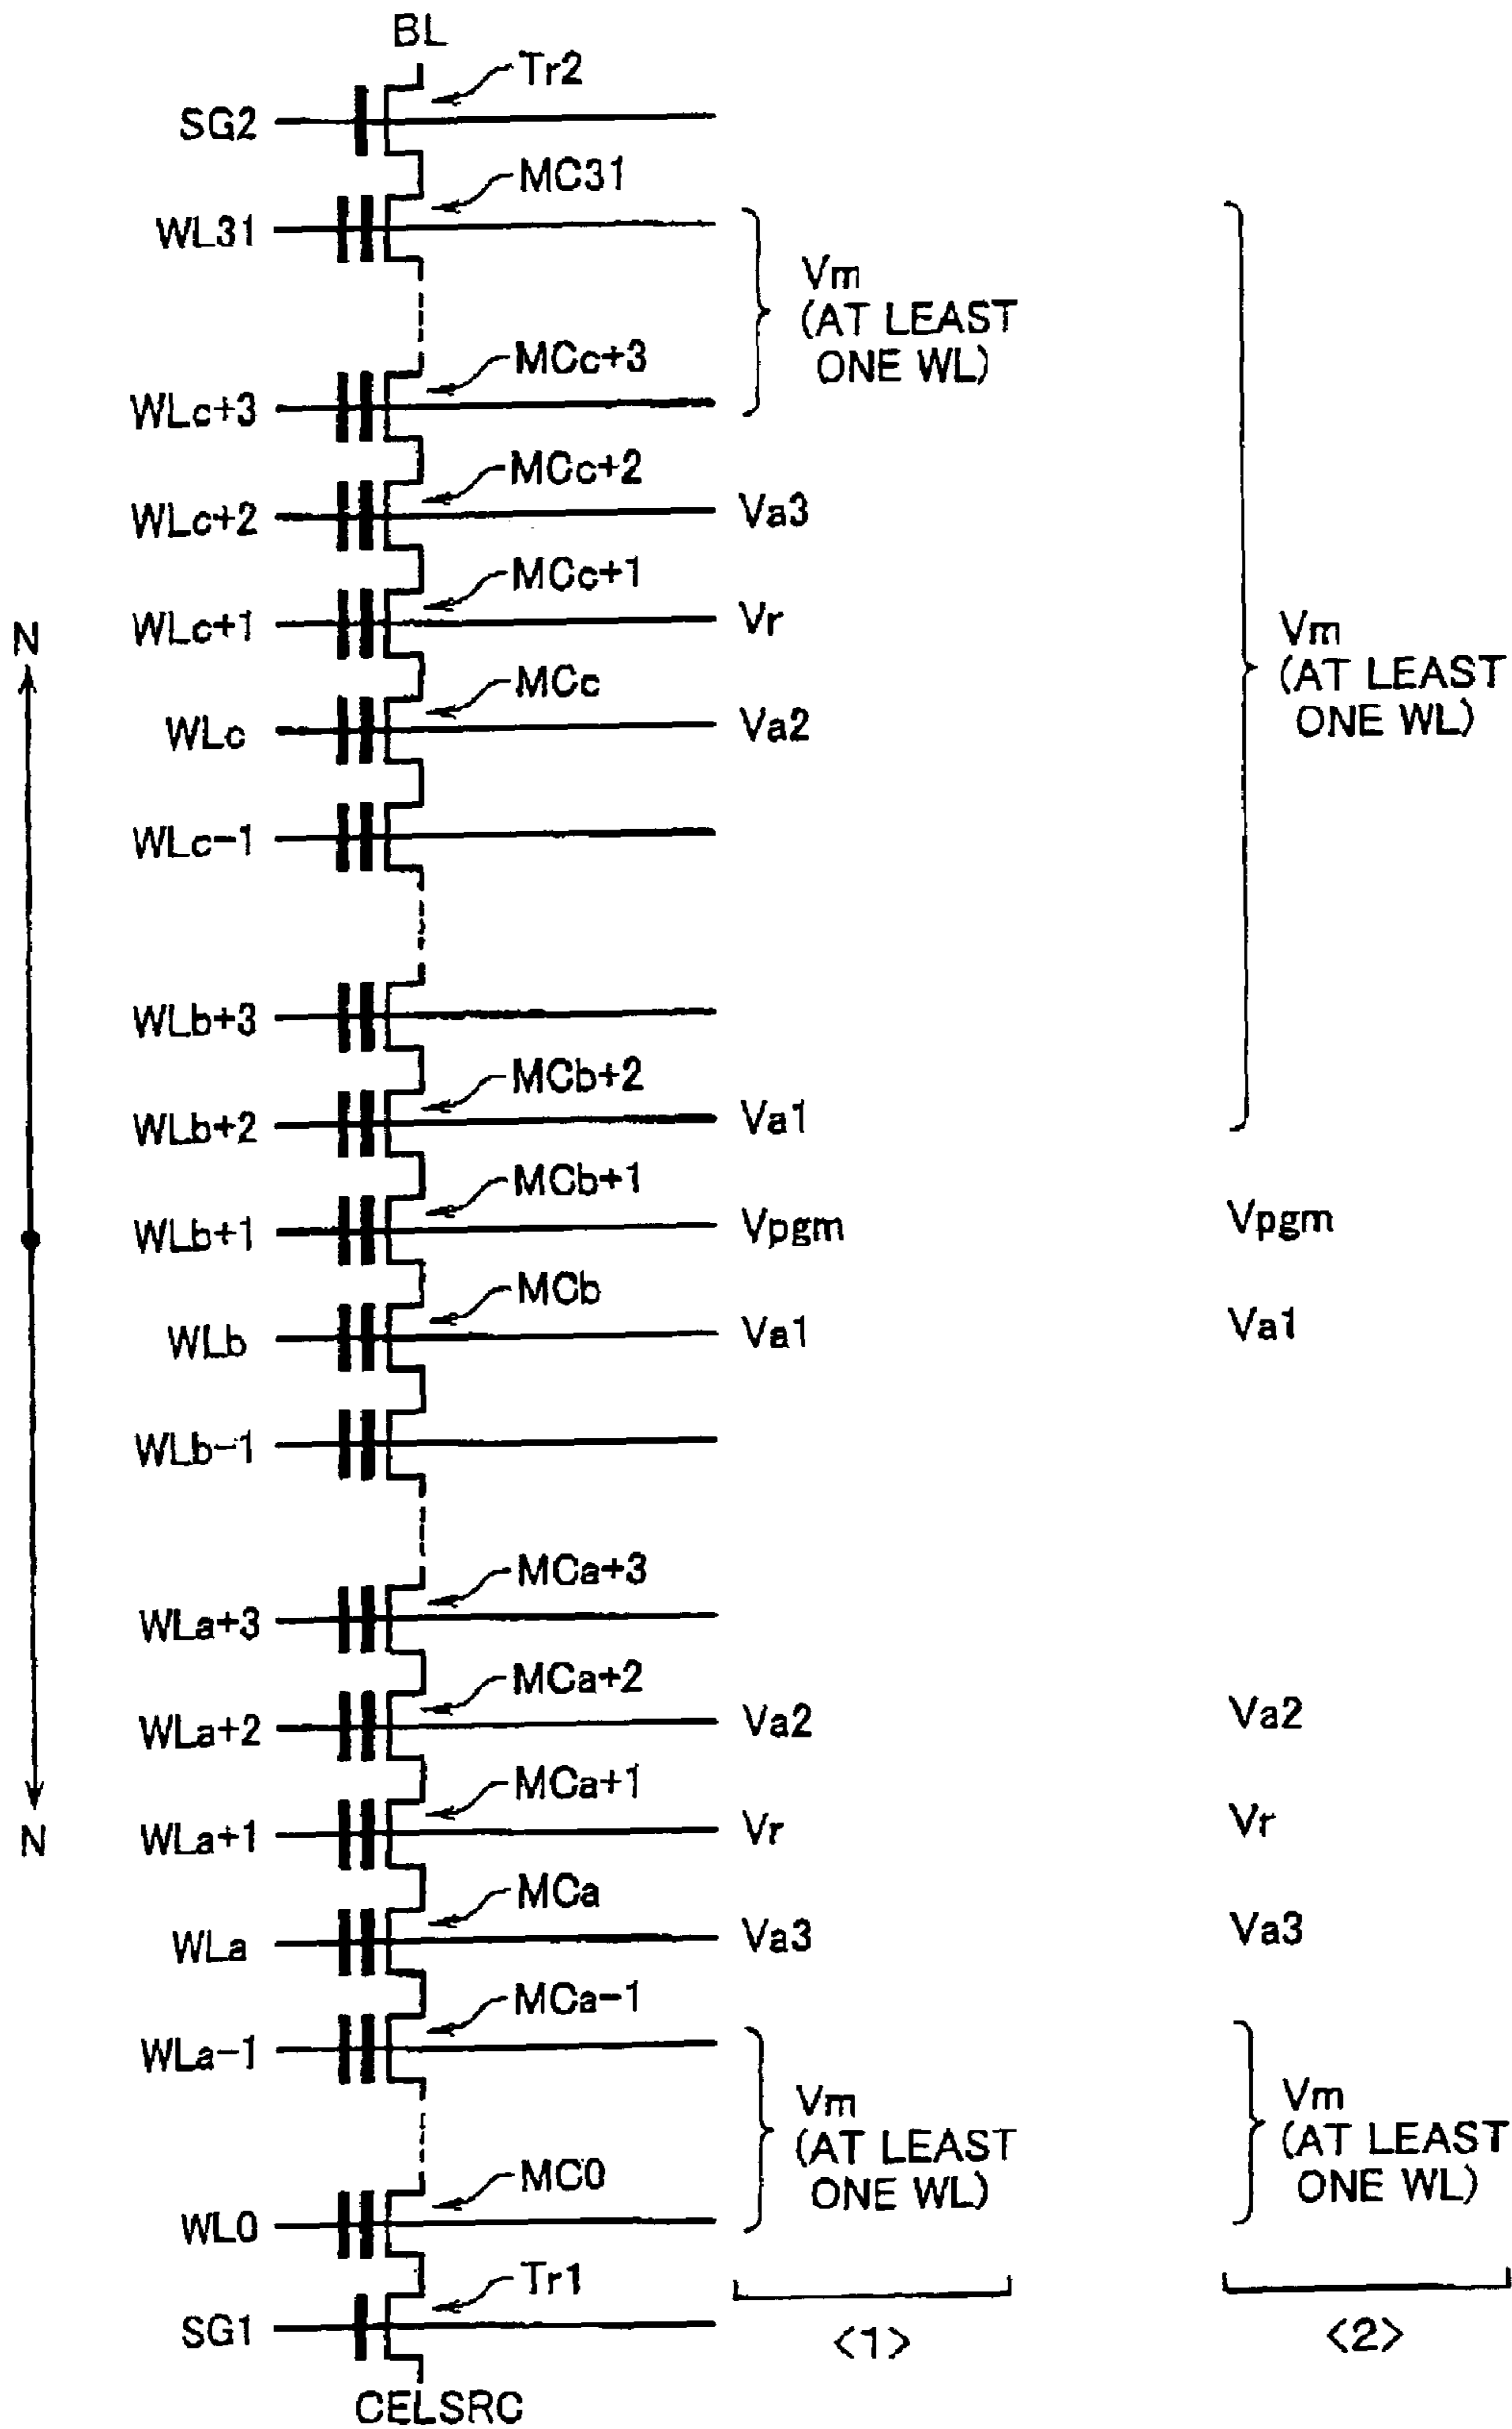 BL
Tr2
SG2
MC31
WL31
Vm
(AT LEAST
ONE WL)
MCc+3
WLc+3
MCc+2
WLc+2 Va3
MCc+1
WLc+1 Vr
N
Vm
(AT LEAST
ONE WL)
MCc
WLc Va2
WLc-1
WLb+3
MCb+2
WLb+2 Va1
MCb+1
WLb+1 Vpgm Vpgm
MCb
WLb Va1 Va1
WLb-1
MCa+3
WLa+3
MCa+2
WLa+2 Va2 Va2
MCa+1
WLa+1 Vr Vr
N
MCa
WLa Va3 Va3
MCa-1
WLa-1
Vm Vm
(AT LEAST (AT LEAST
ONE WL) ONE WL)
MC0
WL0
Tr1
SG1
<1> <2>
CELSRC